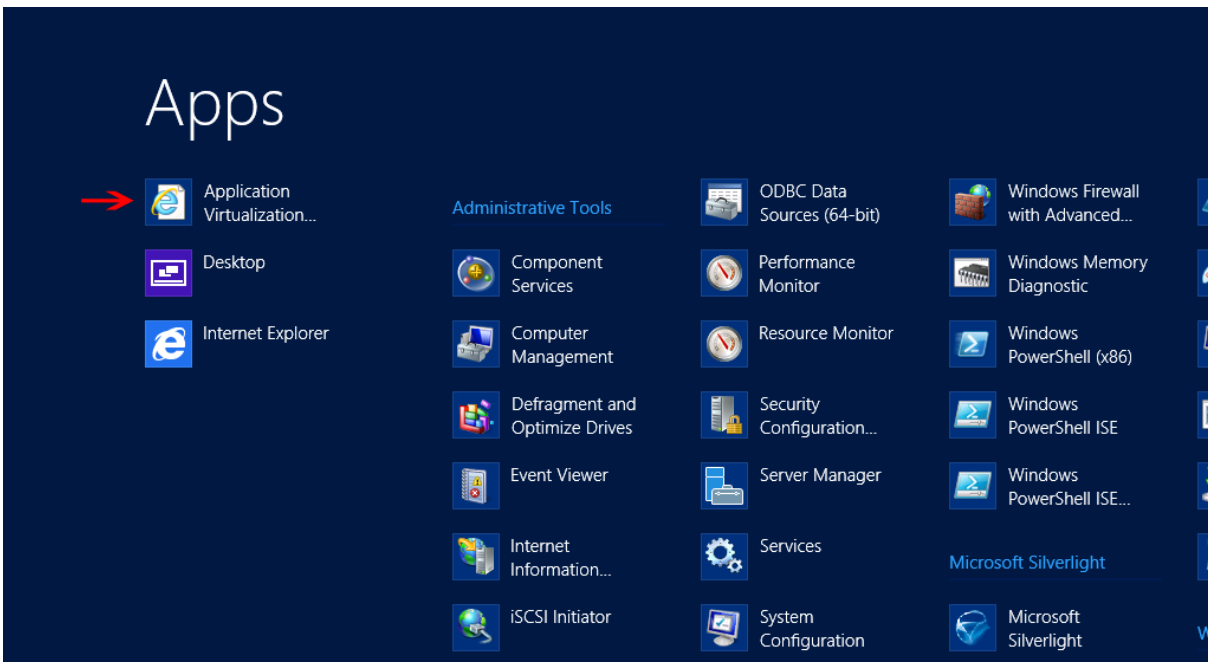 Apps
Application
Virtualization...
Desktop
Internet Explorer
Administrative Tools
Component
Services
Computer
Management
Defragment and
Optimize Drives
Event Viewer
Internet
Information...
iSCSI Initiator
ODBC Data
Sources (64-bit)
Performance
Monitor
Resource Monitor
Security
Configuration...
Server Manager
Services
System
Configuration
Windows Firewall
with Advanced...
Windows Memory
Diagnostic
Windows
PowerShell (x86)
Windows
PowerShell ISE
Windows
PowerShell ISE...
Microsoft Silverlight
Microsoft
Silverlight